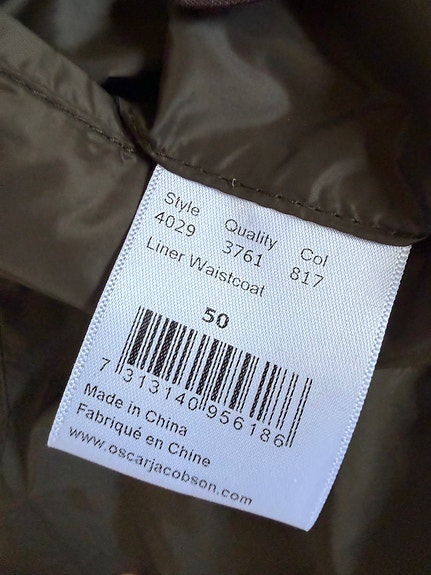 Style Quality Col
4029 3761 817
Liner Waistcoat
50
7 313140 956186
Made in China
Fabriqué en Chine
www.oscarjacobson.com